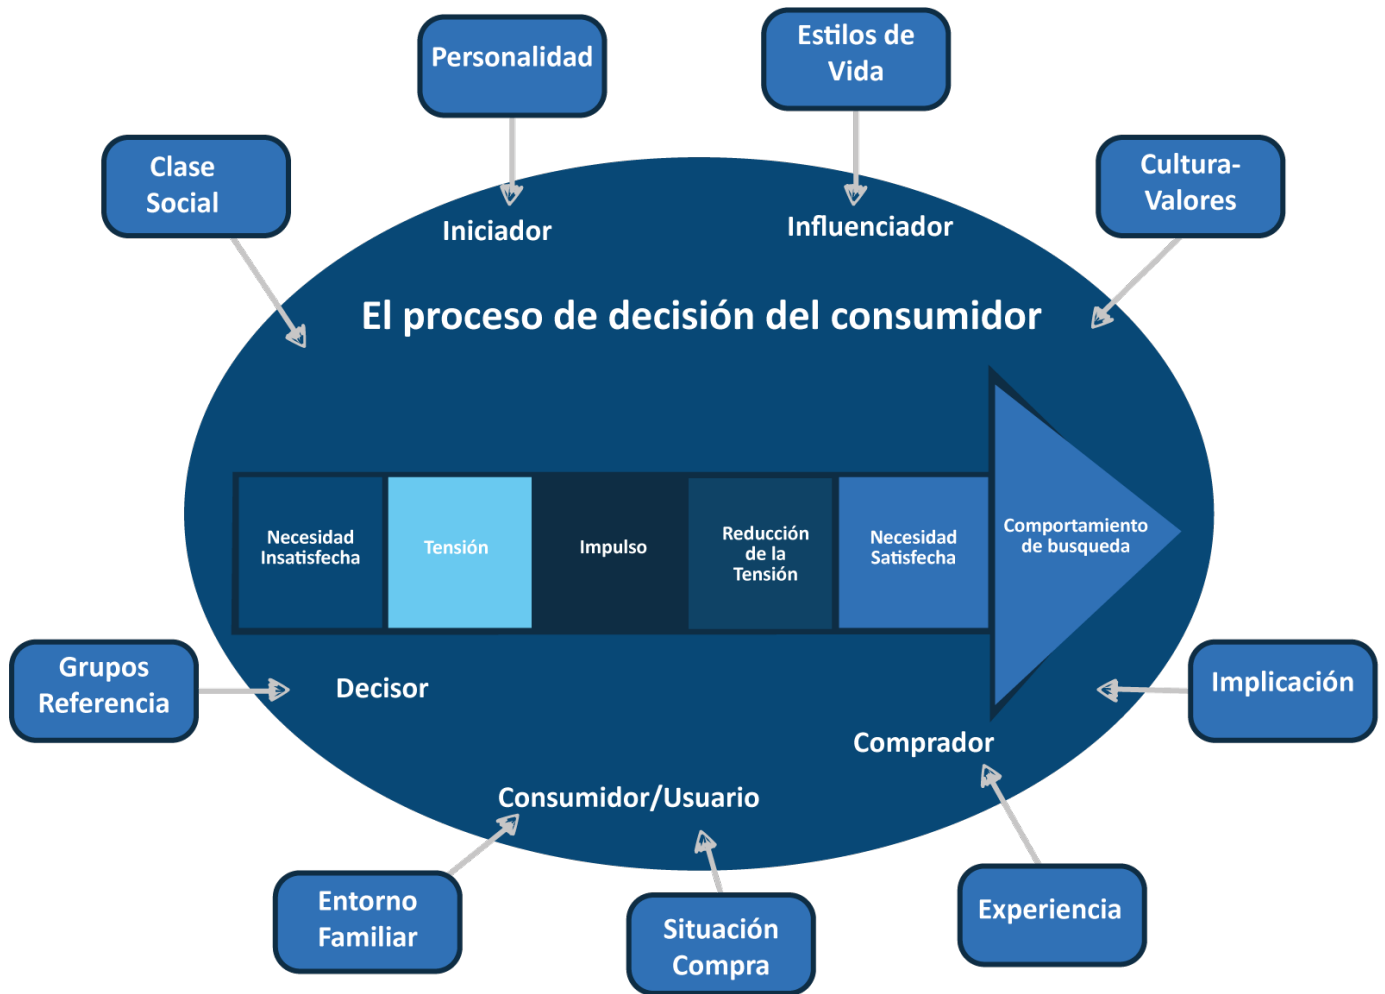 Personalidad
Estilos de
Vida
Clase
Social
Cultura-
Valores
Iniciador
Influenciador
El proceso de decisión del consumidor
Necesidad
Insatisfecha
Tensión
Impulso
Reducción
de la
Tensión
Necesidad
Satisfecha
Comportamiento
de busqueda
Grupos
Referencia
Decisor
Implicación
Comprador
Consumidor/Usuario
Entorno
Familiar
Situación
Compra
Experiencia